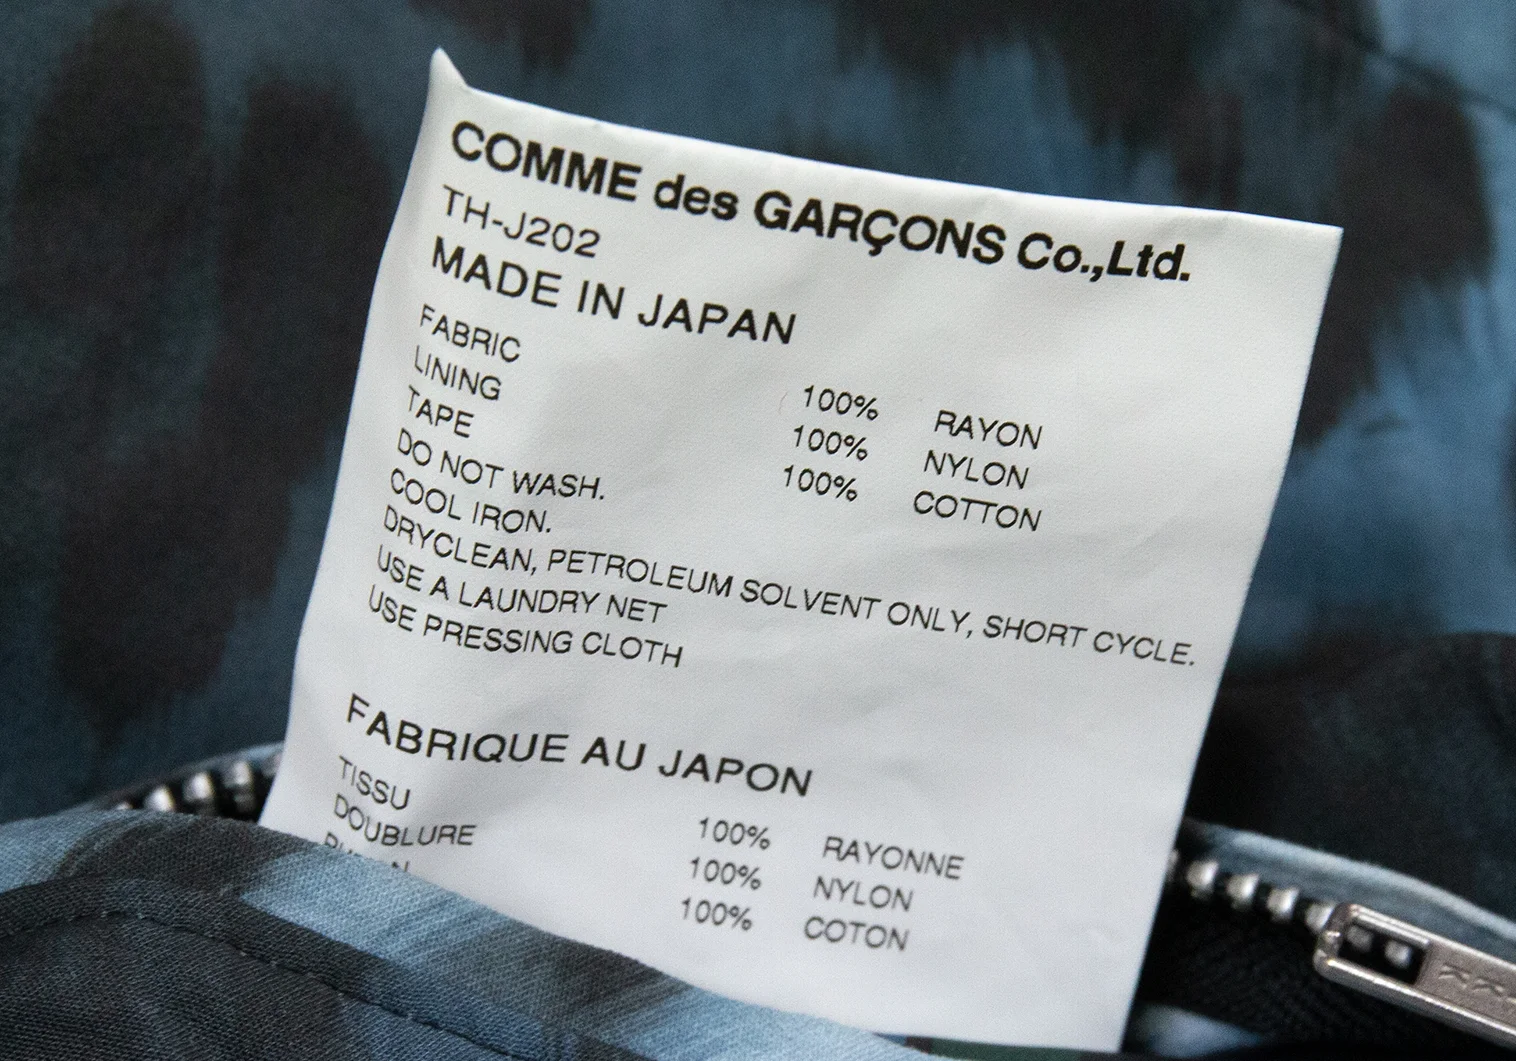 COMME des GARÇONS Co.,Ltd.
TH-J202
MADE IN JAPAN
FABRIC 100% RAYON
LINING 100% NYLON
TAPE 100% COTTON
DO NOT WASH.
COOL IRON.
DRYCLEAN, PETROLEUM SOLVENT ONLY, SHORT CYCLE.
USE A LAUNDRY NET
USE PRESSING CLOTH
FABRIQUE AU JAPON
TISSU 100% RAYONNE
DOUBLURE 100% NYLON
100% COTON